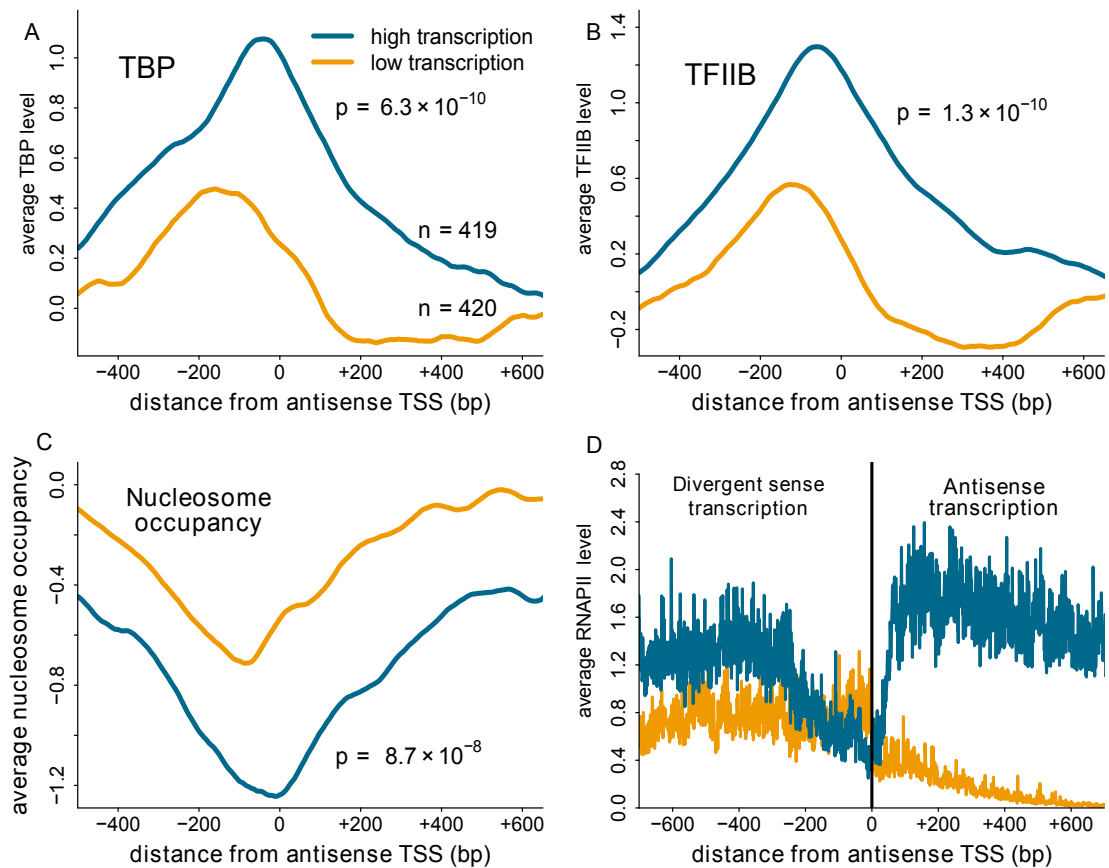 A
TBP
high transcription
low transcription
p = 6.3 × 10⁻¹⁰
n = 419
n = 420
average TBP level
1.0
0.8
0.6
0.4
0.2
0.0
−400 −200 0 +200 +400 +600
distance from antisense TSS (bp)
B
TFIIB
p = 1.3 × 10⁻¹⁰
average TFIIB level
1.4
1.0
0.6
0.2
−0.2
−400 −200 0 +200 +400 +600
distance from antisense TSS (bp)
C
Nucleosome
occupancy
p = 8.7 × 10⁻⁸
average nucleosome occupancy
0.0
−0.4
−0.8
−1.2
−400 −200 0 +200 +400 +600
distance from antisense TSS (bp)
D
Divergent sense
transcription
Antisense
transcription
average RNAPII level
2.8
2.4
2.0
1.6
1.2
0.8
0.4
0.0
−600 −400 −200 0 +200 +400 +600
distance from antisense TSS (bp)